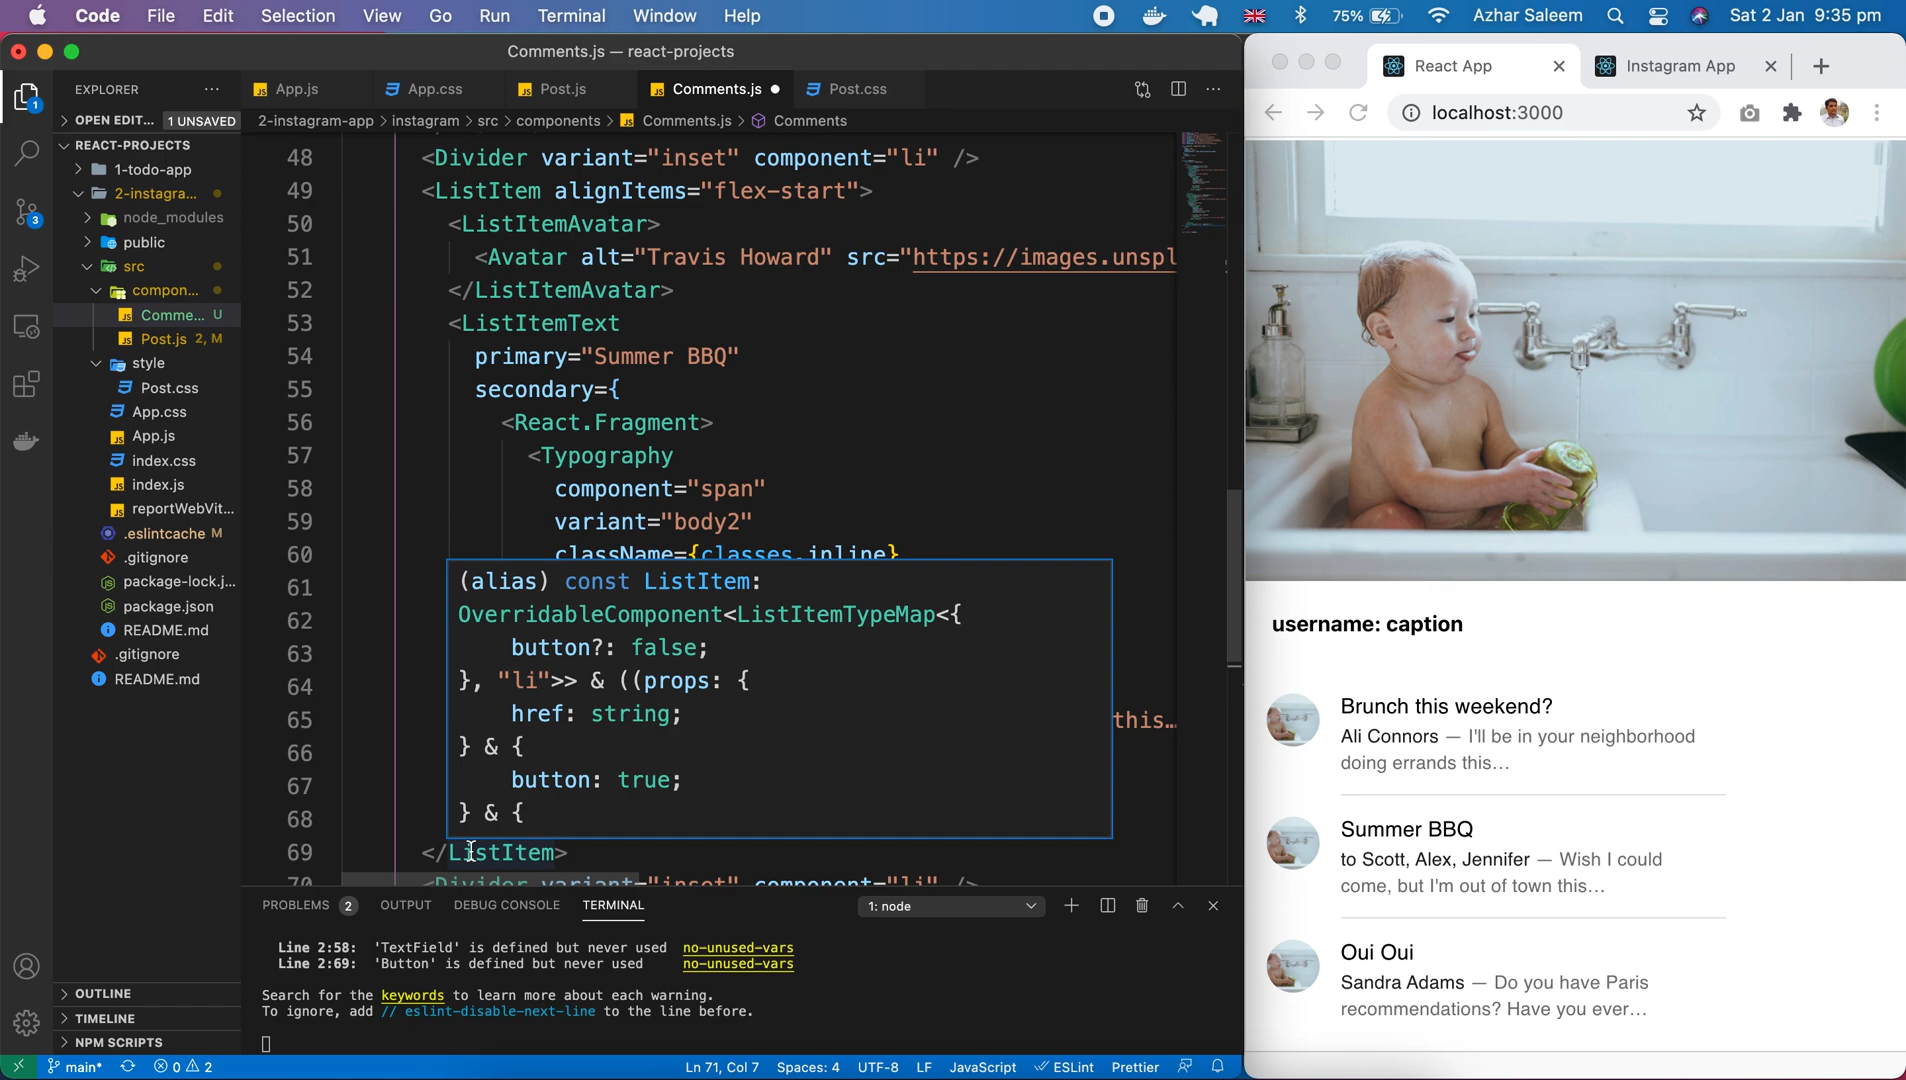 Code File Edit Selection View Go Run Terminal Window Help
75% Azhar Saleem Sat 2 Jan 9:35 pm
Comments.js — react-projects
EXPLORER ···
App.js App.css Post.js Comments.js ● Post.css
OPEN EDIT... 1 UNSAVED
2-instagram-app > instagram > src > components > Comments.js > Comments
REACT-PROJECTS
1-todo-app
2-instagra...
node_modules
public
src
compon...
Comme... U
Post.js 2, M
style
Post.css
App.css
App.js
index.css
index.js
reportWebVit...
.eslintcache M
.gitignore
package-lock.j...
package.json
README.md
.gitignore
README.md
OUTLINE
TIMELINE
NPM SCRIPTS
1
3
48 <Divider variant="inset" component="li" />
49 <ListItem alignItems="flex-start">
50 <ListItemAvatar>
51 <Avatar alt="Travis Howard" src="https://images.unspl
52 </ListItemAvatar>
53 <ListItemText
54 primary="Summer BBQ"
55 secondary={
56 <React.Fragment>
57 <Typography
58 component="span"
59 variant="body2"
60 className={classes.inline}
61
62
63
64
65 this…
66
67
68
69 </ListItem>
70 <Divider variant="inset" component="li" />
(alias) const ListItem:
OverridableComponent<ListItemTypeMap<{
button?: false;
}, "li">> & ((props: {
href: string;
} & {
button: true;
} & {
PROBLEMS 2 OUTPUT DEBUG CONSOLE TERMINAL 1: node
Line 2:58: 'TextField' is defined but never used no-unused-vars
Line 2:69: 'Button' is defined but never used no-unused-vars
Search for the keywords to learn more about each warning.
To ignore, add // eslint-disable-next-line to the line before.
main* 0 2 Ln 71, Col 7 Spaces: 4 UTF-8 LF JavaScript ESLint Prettier
React App Instagram App
localhost:3000
username: caption
Brunch this weekend?
Ali Connors — I'll be in your neighborhood
doing errands this…
Summer BBQ
to Scott, Alex, Jennifer — Wish I could
come, but I'm out of town this…
Oui Oui
Sandra Adams — Do you have Paris
recommendations? Have you ever…